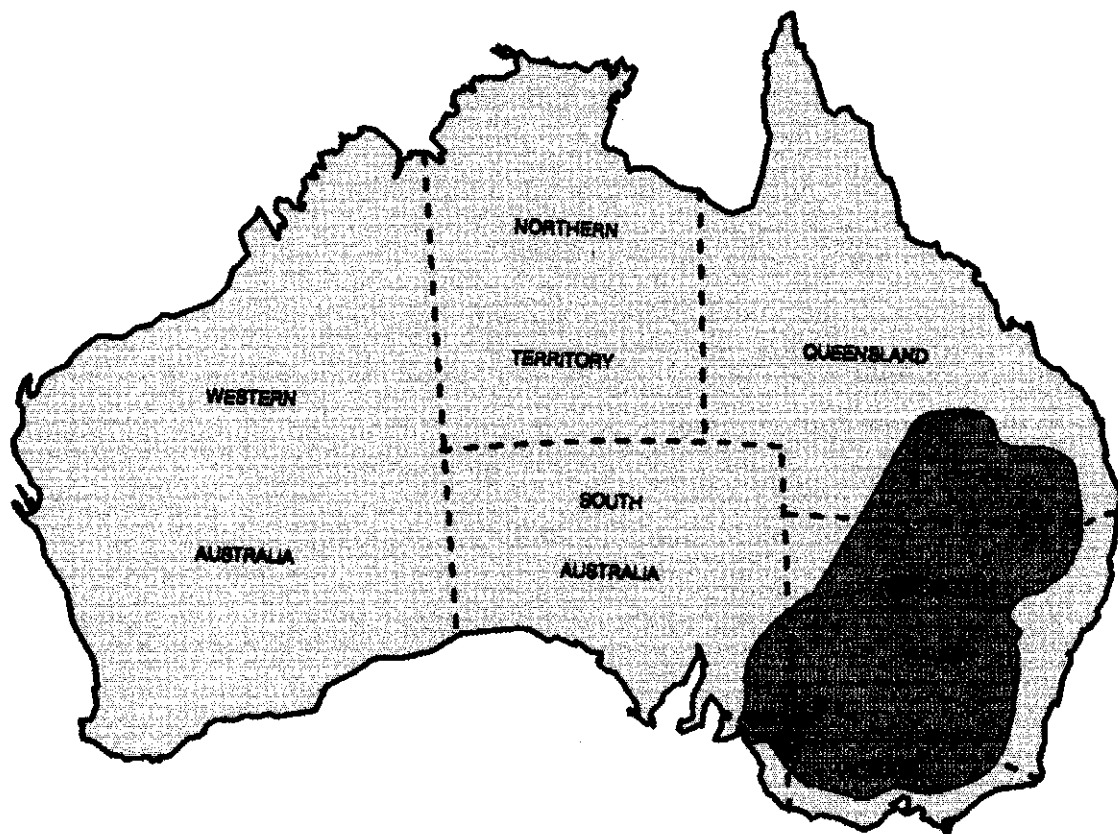 NORTHERN
TERRITORY
QUEENSLAND
WESTERN
AUSTRALIA
SOUTH
AUSTRALIA